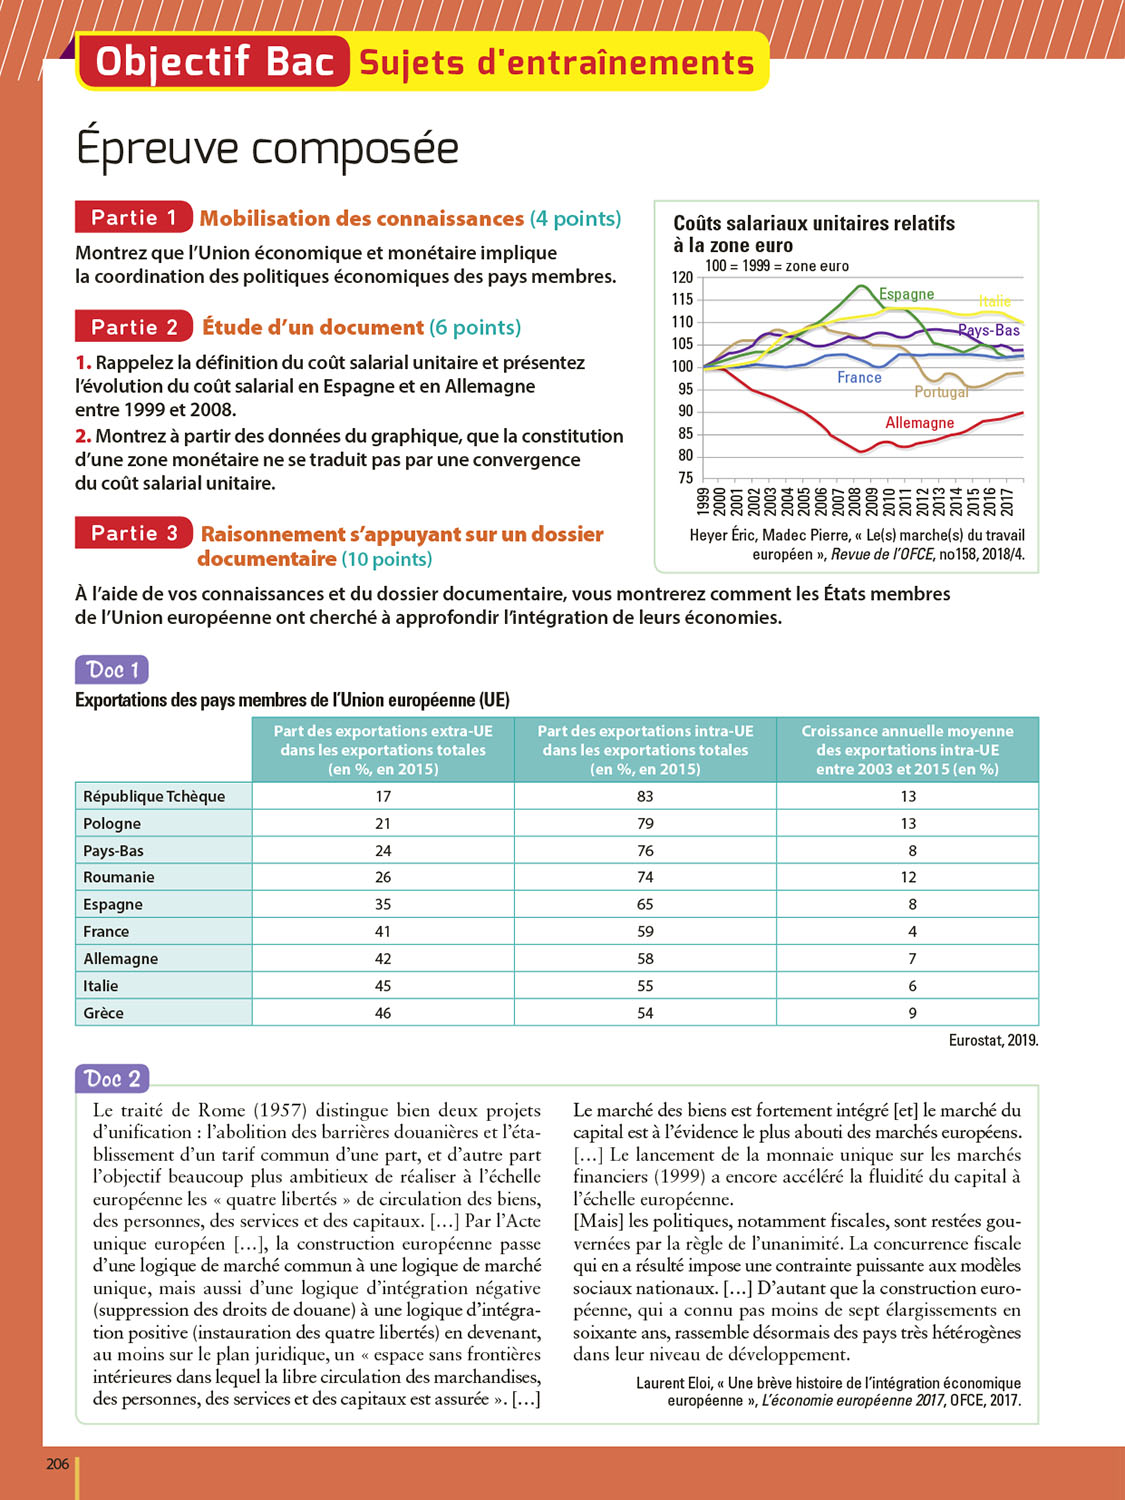 Objectif Bac Sujets d'entraînements
Épreuve composée
Partie 1 Mobilisation des connaissances (4 points)
Montrez que l'Union économique et monétaire implique
la coordination des politiques économiques des pays membres.
Partie 2 Étude d'un document (6 points)
1. Rappelez la définition du coût salarial unitaire et présentez
l'évolution du coût salarial en Espagne et en Allemagne
entre 1999 et 2008.
2. Montrez à partir des données du graphique, que la constitution
d'une zone monétaire ne se traduit pas par une convergence
du coût salarial unitaire.
Coûts salariaux unitaires relatifs
à la zone euro
100 = 1999 = zone euro
120
115
110
105
100
95
90
85
80
75
Espagne
Italie
Pays-Bas
France
Portugal
Allemagne
1999 2000 2001 2002 2003 2004 2005 2006 2007 2008 2009 2010 2011 2012 2013 2014 2015 2016 2017
Heyer Éric, Madec Pierre, « Le(s) marche(s) du travail
européen », Revue de l'OFCE, no158, 2018/4.
Partie 3 Raisonnement s'appuyant sur un dossier
documentaire (10 points)
À l'aide de vos connaissances et du dossier documentaire, vous montrerez comment les États membres
de l'Union européenne ont cherché à approfondir l'intégration de leurs économies.
Doc 1
Exportations des pays membres de l'Union européenne (UE)
Part des exportations extra-UE
dans les exportations totales
(en %, en 2015)
Part des exportations intra-UE
dans les exportations totales
(en %, en 2015)
Croissance annuelle moyenne
des exportations intra-UE
entre 2003 et 2015 (en %)
République Tchèque 17 83 13
Pologne 21 79 13
Pays-Bas 24 76 8
Roumanie 26 74 12
Espagne 35 65 8
France 41 59 4
Allemagne 42 58 7
Italie 45 55 6
Grèce 46 54 9
Eurostat, 2019.
Doc 2
Le traité de Rome (1957) distingue bien deux projets
d'unification : l'abolition des barrières douanières et l'éta-
blissement d'un tarif commun d'une part, et d'autre part
l'objectif beaucoup plus ambitieux de réaliser à l'échelle
européenne les « quatre libertés » de circulation des biens,
des personnes, des services et des capitaux. […] Par l'Acte
unique européen […], la construction européenne passe
d'une logique de marché commun à une logique de marché
unique, mais aussi d'une logique d'intégration négative
(suppression des droits de douane) à une logique d'intégra-
tion positive (instauration des quatre libertés) en devenant,
au moins sur le plan juridique, un « espace sans frontières
intérieures dans lequel la libre circulation des marchandises,
des personnes, des services et des capitaux est assurée ». […]
Le marché des biens est fortement intégré [et] le marché du
capital est à l'évidence le plus abouti des marchés européens.
[…] Le lancement de la monnaie unique sur les marchés
financiers (1999) a encore accéléré la fluidité du capital à
l'échelle européenne.
[Mais] les politiques, notamment fiscales, sont restées gou-
vernées par la règle de l'unanimité. La concurrence fiscale
qui en a résulté impose une contrainte puissante aux modèles
sociaux nationaux. […] D'autant que la construction euro-
péenne, qui a connu pas moins de sept élargissements en
soixante ans, rassemble désormais des pays très hétérogènes
dans leur niveau de développement.
Laurent Eloi, « Une brève histoire de l'intégration économique
européenne », L'économie européenne 2017, OFCE, 2017.
206